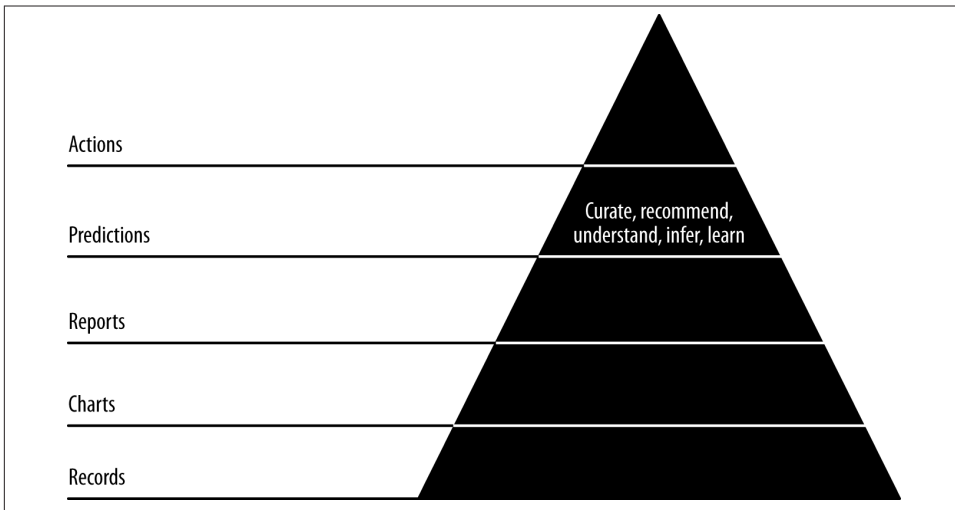 Actions
Curate, recommend,
understand, infer, learn
Predictions
Reports
Charts
Records